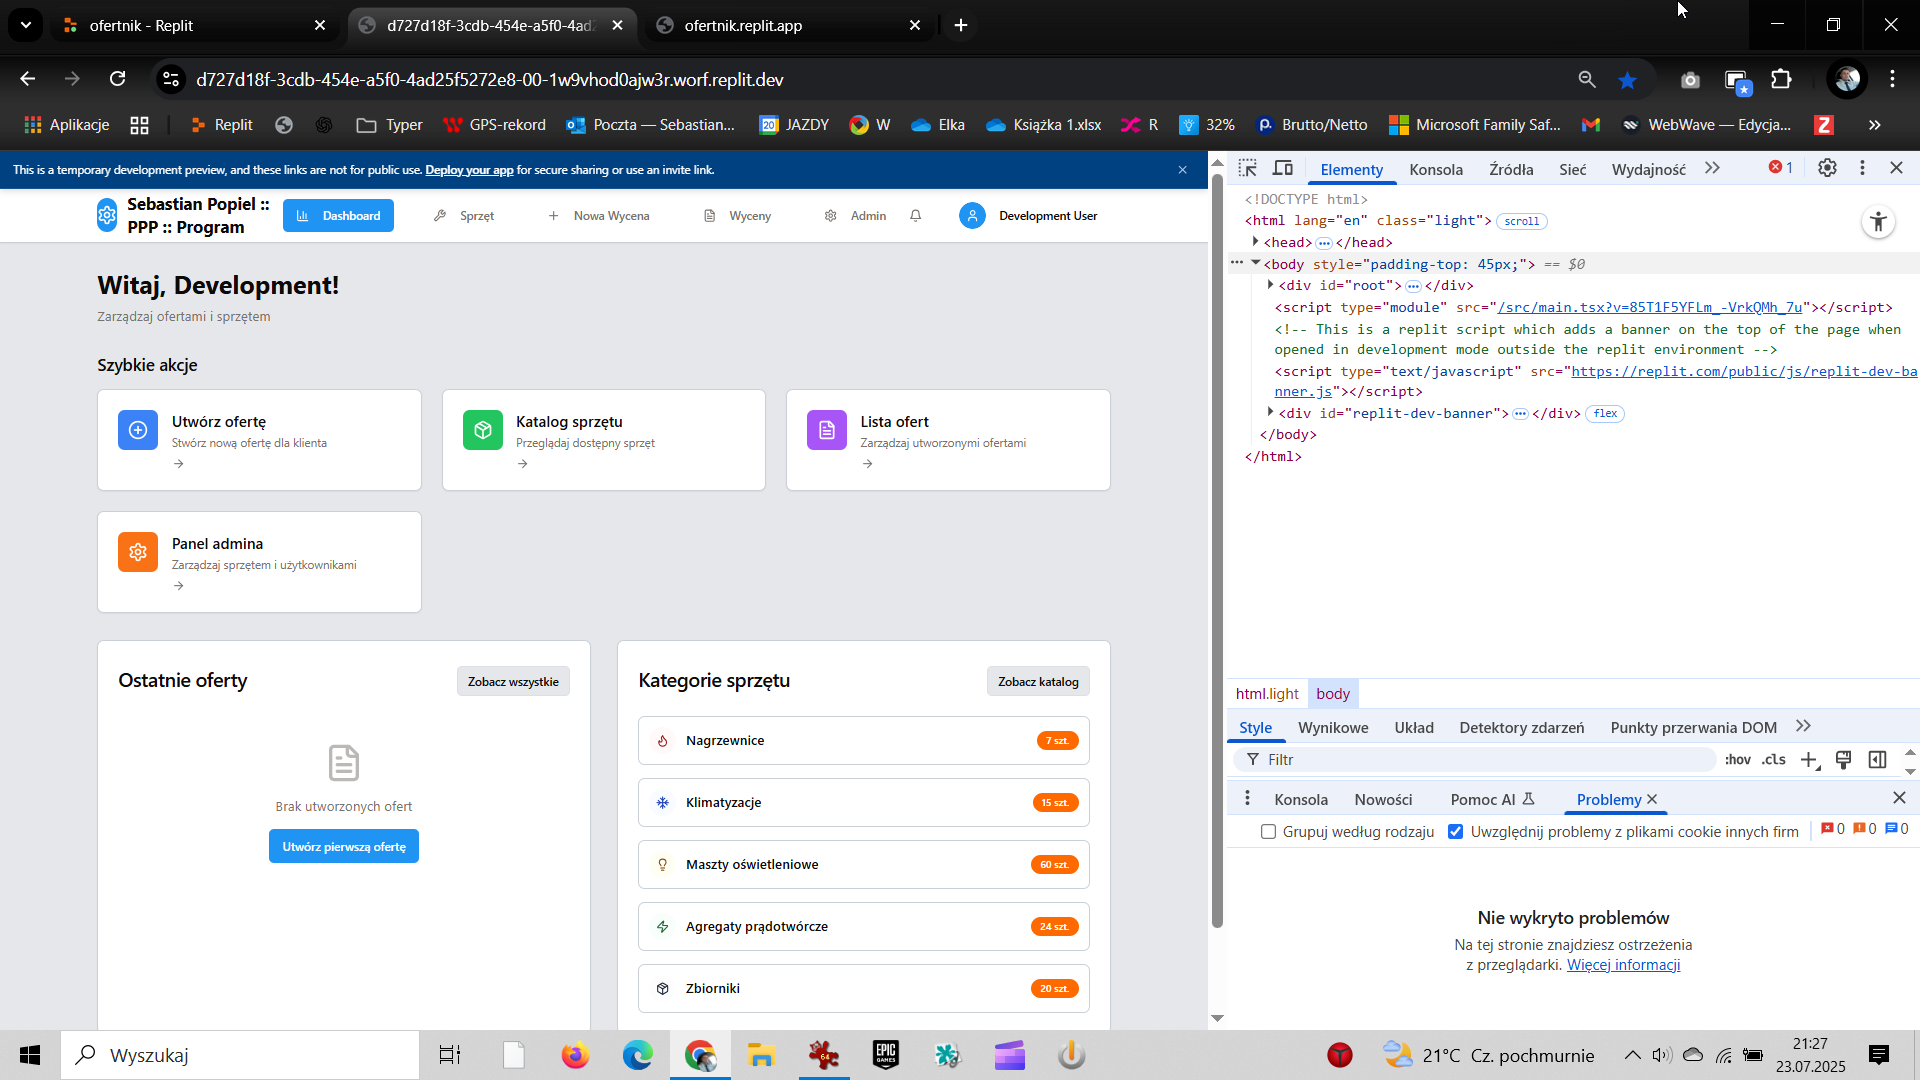 ofertnik - Replit
d727d18f-3cdb-454e-a5f0-4ad2
ofertnik.replit.app
d727d18f-3cdb-454e-a5f0-4ad25f5272e8-00-1w9vhod0ajw3r.worf.replit.dev
Aplikacje
Replit
Typer
GPS-rekord
Poczta — Sebastian...
JAZDY
W
Elka
Książka 1.xlsx
R
32%
Brutto/Netto
Microsoft Family Saf...
WebWave — Edycja...
This is a temporary development preview, and these links are not for public use. Deploy your app for secure sharing or use an invite link.
Sebastian Popiel ::
PPP :: Program
Dashboard
Sprzęt
Nowa Wycena
Wyceny
Admin
Development User
Witaj, Development!
Zarządzaj ofertami i sprzętem
Szybkie akcje
Utwórz ofertę
Stwórz nową ofertę dla klienta
Katalog sprzętu
Przeglądaj dostępny sprzęt
Lista ofert
Zarządzaj utworzonymi ofertami
Panel admina
Zarządzaj sprzętem i użytkownikami
Ostatnie oferty
Zobacz wszystkie
Brak utworzonych ofert
Utwórz pierwszą ofertę
Kategorie sprzętu
Zobacz katalog
Nagrzewnice
7 szt.
Klimatyzacje
15 szt.
Maszty oświetleniowe
60 szt.
Agregaty prądotwórcze
24 szt.
Zbiorniki
20 szt.
Elementy
Konsola
Źródła
Sieć
Wydajność
1
<!DOCTYPE html>
<html lang="en" class="light"> scroll
<head> ••• </head>
••• <body style="padding-top: 45px;"> == $0
<div id="root"> ••• </div>
<script type="module" src="/src/main.tsx?v=85T1F5YFLm_-VrkQMh_7u"></script>
<!-- This is a replit script which adds a banner on the top of the page when
opened in development mode outside the replit environment -->
<script type="text/javascript" src="https://replit.com/public/js/replit-dev-ba
nner.js"></script>
<div id="replit-dev-banner"> ••• </div> flex
</body>
</html>
html.light
body
Style
Wynikowe
Układ
Detektory zdarzeń
Punkty przerwania DOM
Filtr
:hov
.cls
Konsola
Nowości
Pomoc AI
Problemy
Grupuj według rodzaju
Uwzględnij problemy z plikami cookie innych firm
0
0
0
Nie wykryto problemów
Na tej stronie znajdziesz ostrzeżenia
z przeglądarki. Więcej informacji
Wyszukaj
21°C Cz. pochmurnie
21:27
23.07.2025